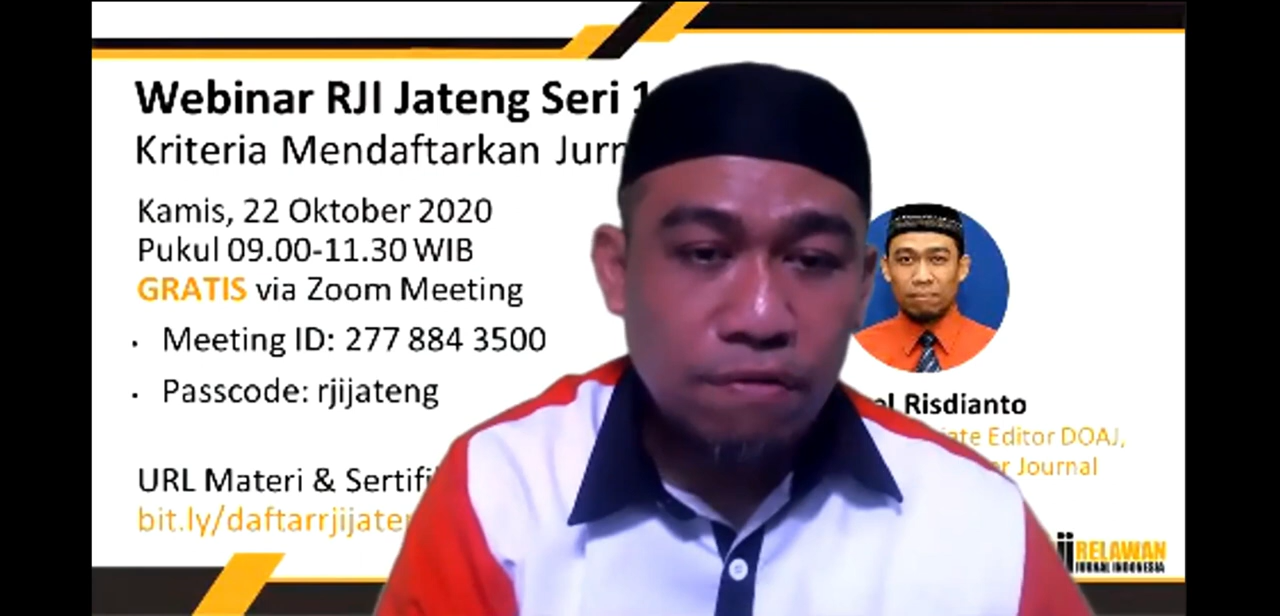 Webinar RJI Jateng Seri 1
Kriteria Mendaftarkan Jurn
Kamis, 22 Oktober 2020
Pukul 09.00-11.30 WIB
GRATIS via Zoom Meeting
• Meeting ID: 277 884 3500
• Passcode: rjijateng
Risdianto
Editor DOAJ,
Journal
URL Materi & Sertifi
bit.ly/daftarrjijaten
RELAWAN
JURNAL INDONESIA